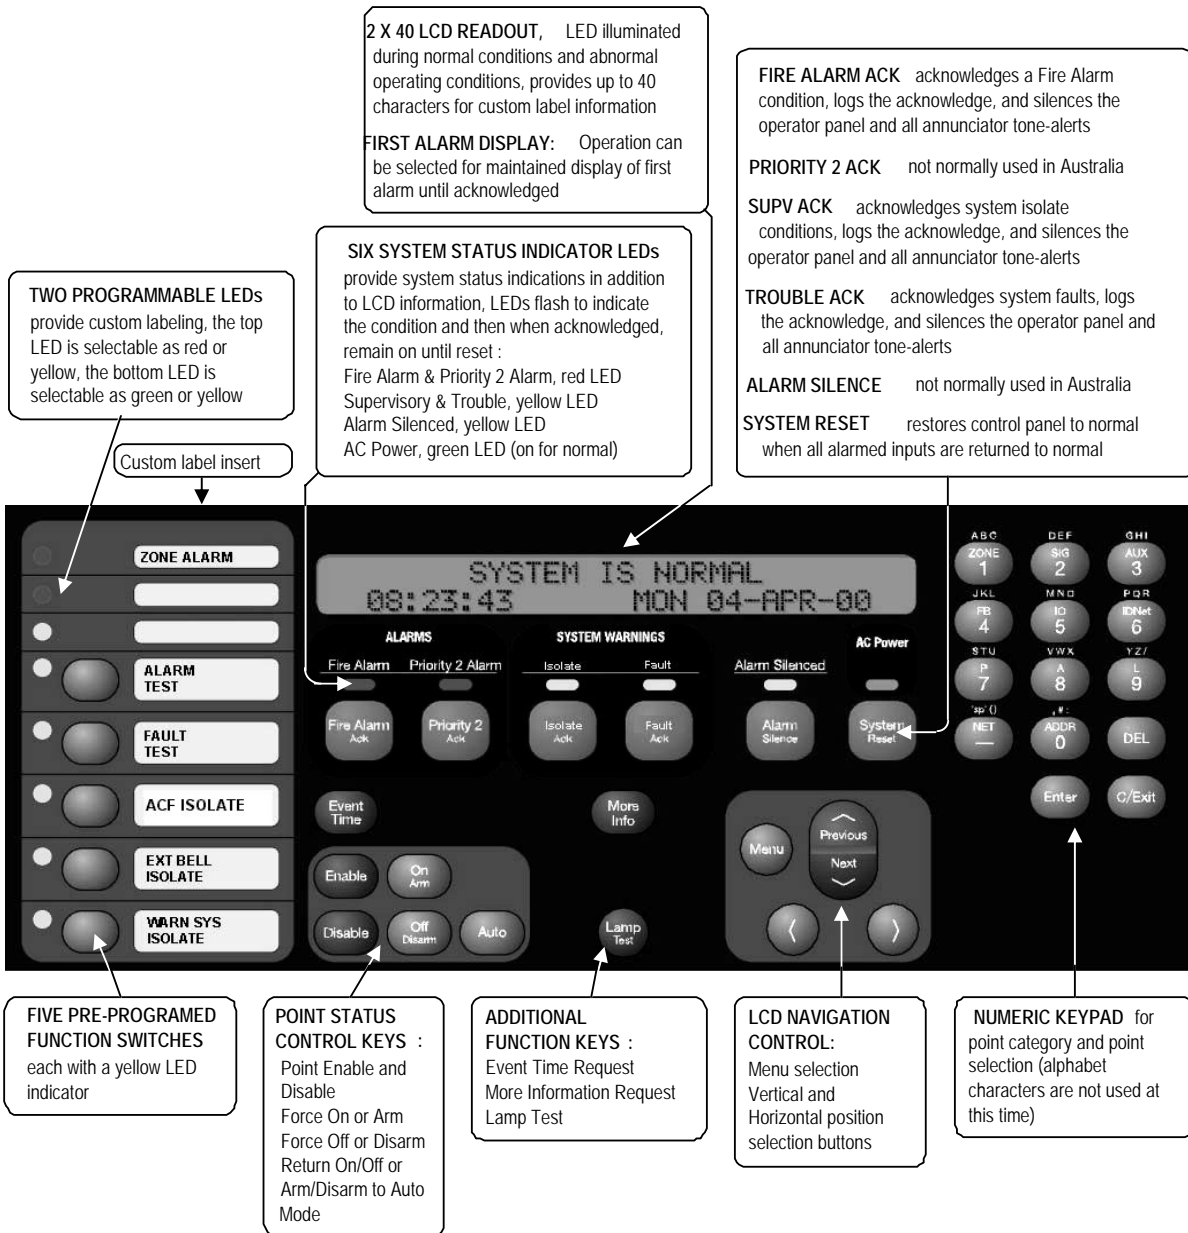 2 X 40 LCD READOUT, LED illuminated
during normal conditions and abnormal
operating conditions, provides up to 40
characters for custom label information
FIRST ALARM DISPLAY: Operation can
be selected for maintained display of first
alarm until acknowledged
FIRE ALARM ACK acknowledges a Fire Alarm
condition, logs the acknowledge, and silences the
operator panel and all annunciator tone-alerts
PRIORITY 2 ACK not normally used in Australia
SUPV ACK acknowledges system isolate
conditions, logs the acknowledge, and silences the
operator panel and all annunciator tone-alerts
TROUBLE ACK acknowledges system faults, logs
the acknowledge, and silences the operator panel and
all annunciator tone-alerts
ALARM SILENCE not normally used in Australia
SYSTEM RESET restores control panel to normal
when all alarmed inputs are returned to normal
SIX SYSTEM STATUS INDICATOR LEDs
provide system status indications in addition
to LCD information, LEDs flash to indicate
the condition and then when acknowledged,
remain on until reset :
Fire Alarm & Priority 2 Alarm, red LED
Supervisory & Trouble, yellow LED
Alarm Silenced, yellow LED
AC Power, green LED (on for normal)
TWO PROGRAMMABLE LEDs
provide custom labeling, the top
LED is selectable as red or
yellow, the bottom LED is
selectable as green or yellow
Custom label insert
ZONE ALARM
ALARM
TEST
FAULT
TEST
ACF ISOLATE
EXT BELL
ISOLATE
WARN SYS
ISOLATE
SYSTEM IS NORMAL
08:23:43 MON 04-APR-00
ALARMS
SYSTEM WARNINGS
AC Power
Fire Alarm Priority 2 Alarm
Isolate Fault
Alarm Silenced
Fire Alarm
Ack
Priority 2
Ack
Isolate
Ack
Fault
Ack
Alarm
Silence
System
Reset
Event
Time
More
Info
Enable
On
Arm
Disable
Off
Disarm
Auto
Lamp
Test
Menu
Previous
Next
ABC DEF GHI
ZONE SIG AUX
1 2 3
JKL MNO PQR
FB IO IDNet
4 5 6
STU VWX YZ/
P A L
7 8 9
'sp' () , # :
NET ADDR DEL
— 0
Enter C/Exit
FIVE PRE-PROGRAMED
FUNCTION SWITCHES
each with a yellow LED
indicator
POINT STATUS
CONTROL KEYS :
Point Enable and
Disable
Force On or Arm
Force Off or Disarm
Return On/Off or
Arm/Disarm to Auto
Mode
ADDITIONAL
FUNCTION KEYS :
Event Time Request
More Information Request
Lamp Test
LCD NAVIGATION
CONTROL:
Menu selection
Vertical and
Horizontal position
selection buttons
NUMERIC KEYPAD for
point category and point
selection (alphabet
characters are not used at
this time)